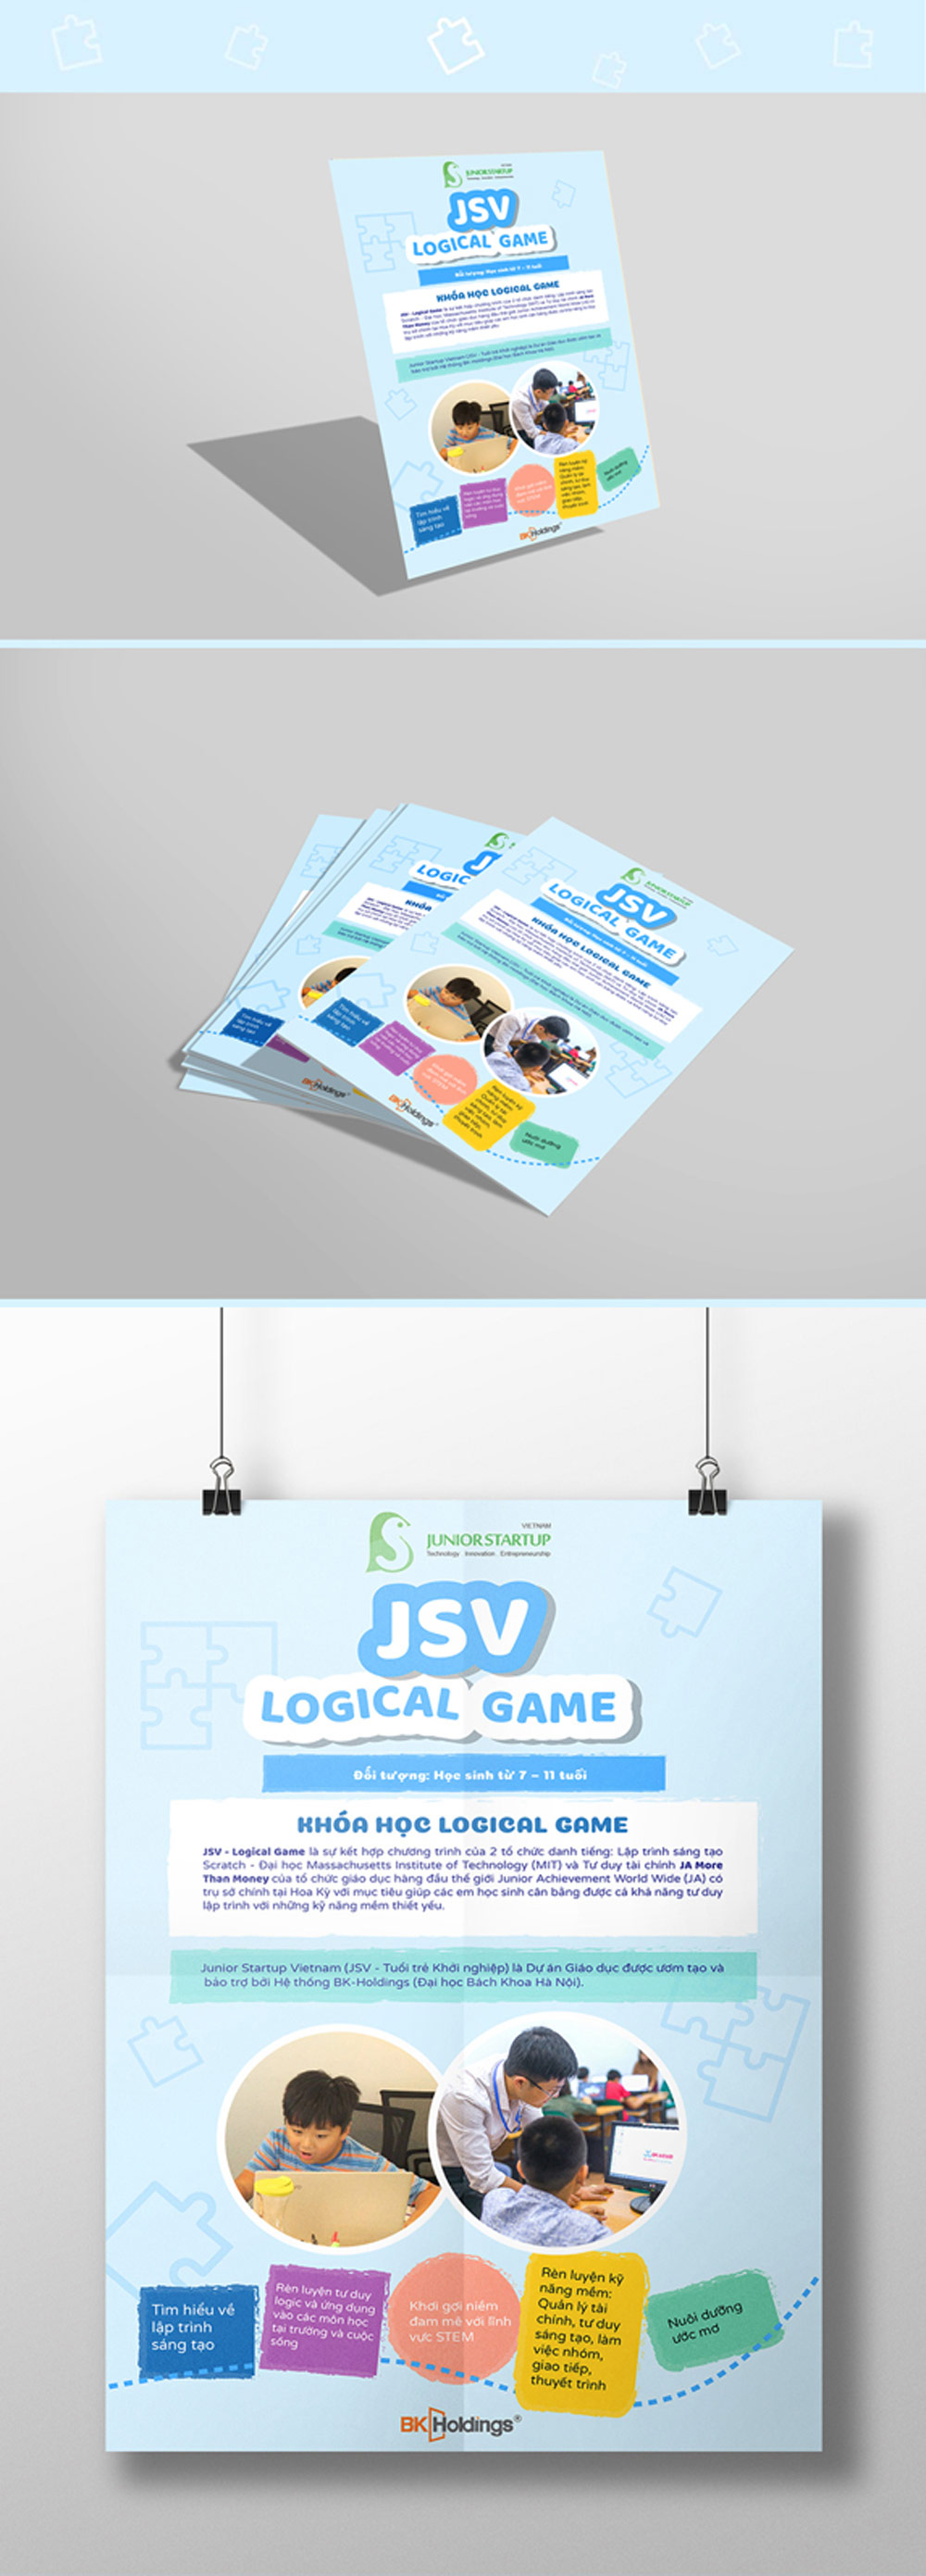 VIETNAM
JUNIOR STARTUP
Technology . Innovation . Entrepreneurship
JSV
LOGICAL GAME
Đối tượng: Học sinh từ 7 – 11 tuổi
KHÓA HỌC LOGICAL GAME
JSV - Logical Game là sự kết hợp chương trình của 2 tổ chức danh tiếng: Lập trình sáng tạo
Scratch - Đại học Massachusetts Institute of Technology (MIT) và Tư duy tài chính JA More
Than Money của tổ chức giáo dục hàng đầu thế giới Junior Achievement World Wide (JA) có
trụ sở chính tại Hoa Kỳ với mục tiêu giúp các em học sinh cân bằng được cả khả năng tư duy
lập trình với những kỹ năng mềm thiết yếu.
Junior Startup Vietnam (JSV - Tuổi trẻ Khởi nghiệp) là Dự án Giáo dục được ươm tạo và
bảo trợ bởi Hệ thống BK-Holdings (Đại học Bách Khoa Hà Nội).
Tìm hiểu về
lập trình
sáng tạo
Rèn luyện tư duy
logic và ứng dụng
vào các môn học
tại trường và cuộc
sống
Khơi gợi niềm
đam mê với lĩnh
vực STEM
Rèn luyện kỹ
năng mềm:
Quản lý tài
chính, tư duy
sáng tạo, làm
việc nhóm,
giao tiếp,
thuyết trình
Nuôi dưỡng
ước mơ
BK Holdings®